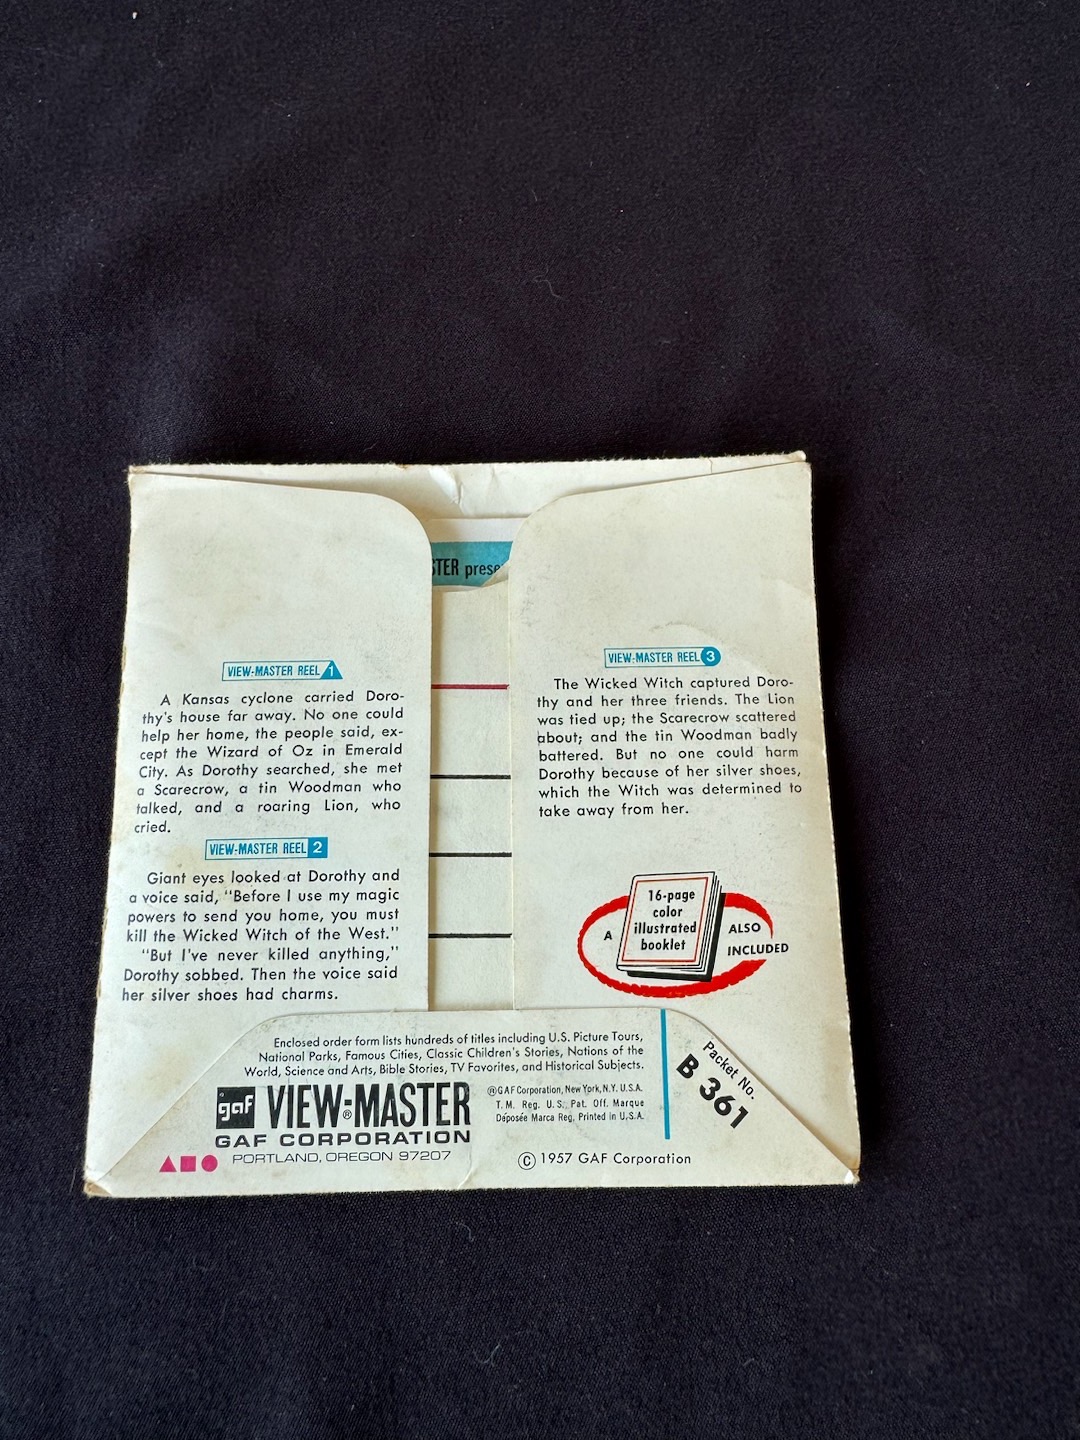 STER prese
VIEW-MASTER REEL 1
A Kansas cyclone carried Doro-
thy's house far away. No one could
help her home, the people said, ex-
cept the Wizard of Oz in Emerald
City. As Dorothy searched, she met
a Scarecrow, a tin Woodman who
talked, and a roaring Lion, who
cried.
VIEW-MASTER REEL 2
Giant eyes looked at Dorothy and
a voice said, "Before I use my magic
powers to send you home, you must
kill the Wicked Witch of the West."
"But I've never killed anything,"
Dorothy sobbed. Then the voice said
her silver shoes had charms.
VIEW-MASTER REEL 3
The Wicked Witch captured Doro-
thy and her three friends. The Lion
was tied up; the Scarecrow scattered
about; and the tin Woodman badly
battered. But no one could harm
Dorothy because of her silver shoes,
which the Witch was determined to
take away from her.
A
16-page
color
illustrated
booklet
ALSO
INCLUDED
Enclosed order form lists hundreds of titles including U.S. Picture Tours,
National Parks, Famous Cities, Classic Children's Stories, Nations of the
World, Science and Arts, Bible Stories, TV Favorites, and Historical Subjects.
gaf VIEW-MASTER®
GAF CORPORATION
PORTLAND, OREGON 97207
® GAF Corporation, New York, N.Y. U.S.A.
T.M. Reg. U.S. Pat. Off. Marque
Déposée Marca Reg. Printed in U.S.A.
© 1957 GAF Corporation
Packet No.
B 361